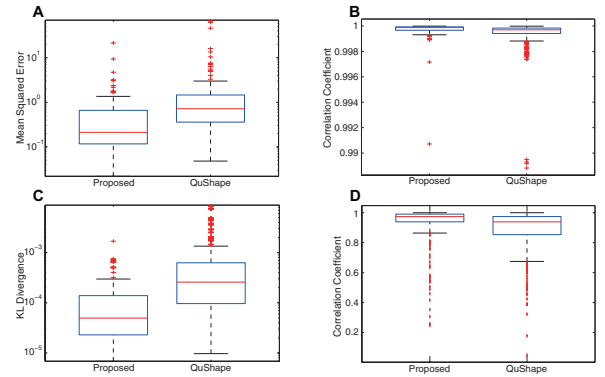 A
Mean Squared Error
10^1
10^0
10^-1
Proposed
QuShape
B
Correlation Coefficient
1
0.998
0.996
0.994
0.992
0.99
Proposed
QuShape
C
KL Divergence
10^-3
10^-4
10^-5
Proposed
QuShape
D
Correlation Coefficient
1
0.8
0.6
0.4
0.2
Proposed
QuShape